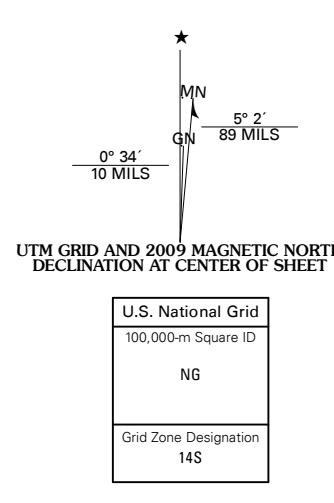 ★
MN
GN
5° 2´
89 MILS
0° 34´
10 MILS
UTM GRID AND 2009 MAGNETIC NORTH
DECLINATION AT CENTER OF SHEET
U.S. National Grid
100,000-m Square ID
NG
Grid Zone Designation
14S